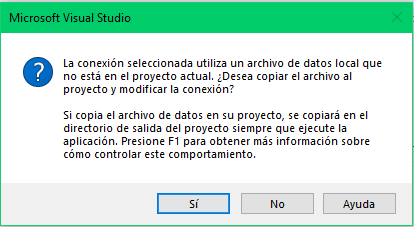 Microsoft Visual Studio
La conexión seleccionada utiliza un archivo de datos local que
no está en el proyecto actual. ¿Desea copiar el archivo al
proyecto y modificar la conexión?
Si copia el archivo de datos en su proyecto, se copiará en el
directorio de salida del proyecto siempre que ejecute la
aplicación. Presione F1 para obtener más información sobre
cómo controlar este comportamiento.
Sí
No
Ayuda